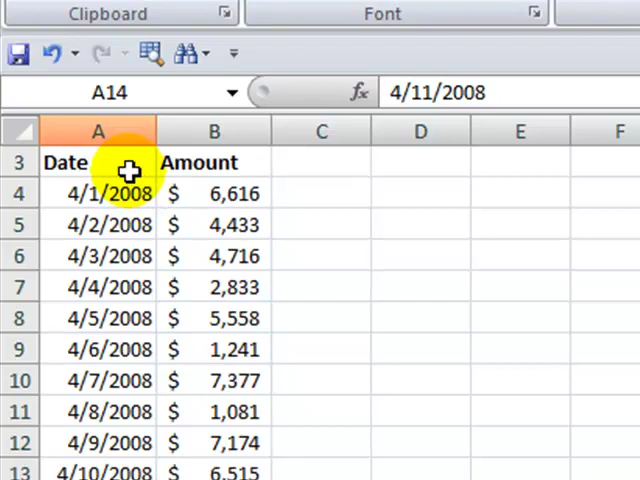 Clipboard Font
A14 fx 4/11/2008
A B C D E F
3 Date Amount
4 4/1/2008 $ 6,616
5 4/2/2008 $ 4,433
6 4/3/2008 $ 4,716
7 4/4/2008 $ 2,833
8 4/5/2008 $ 5,558
9 4/6/2008 $ 1,241
10 4/7/2008 $ 7,377
11 4/8/2008 $ 1,081
12 4/9/2008 $ 7,174
13 4/10/2008 $ 6,515